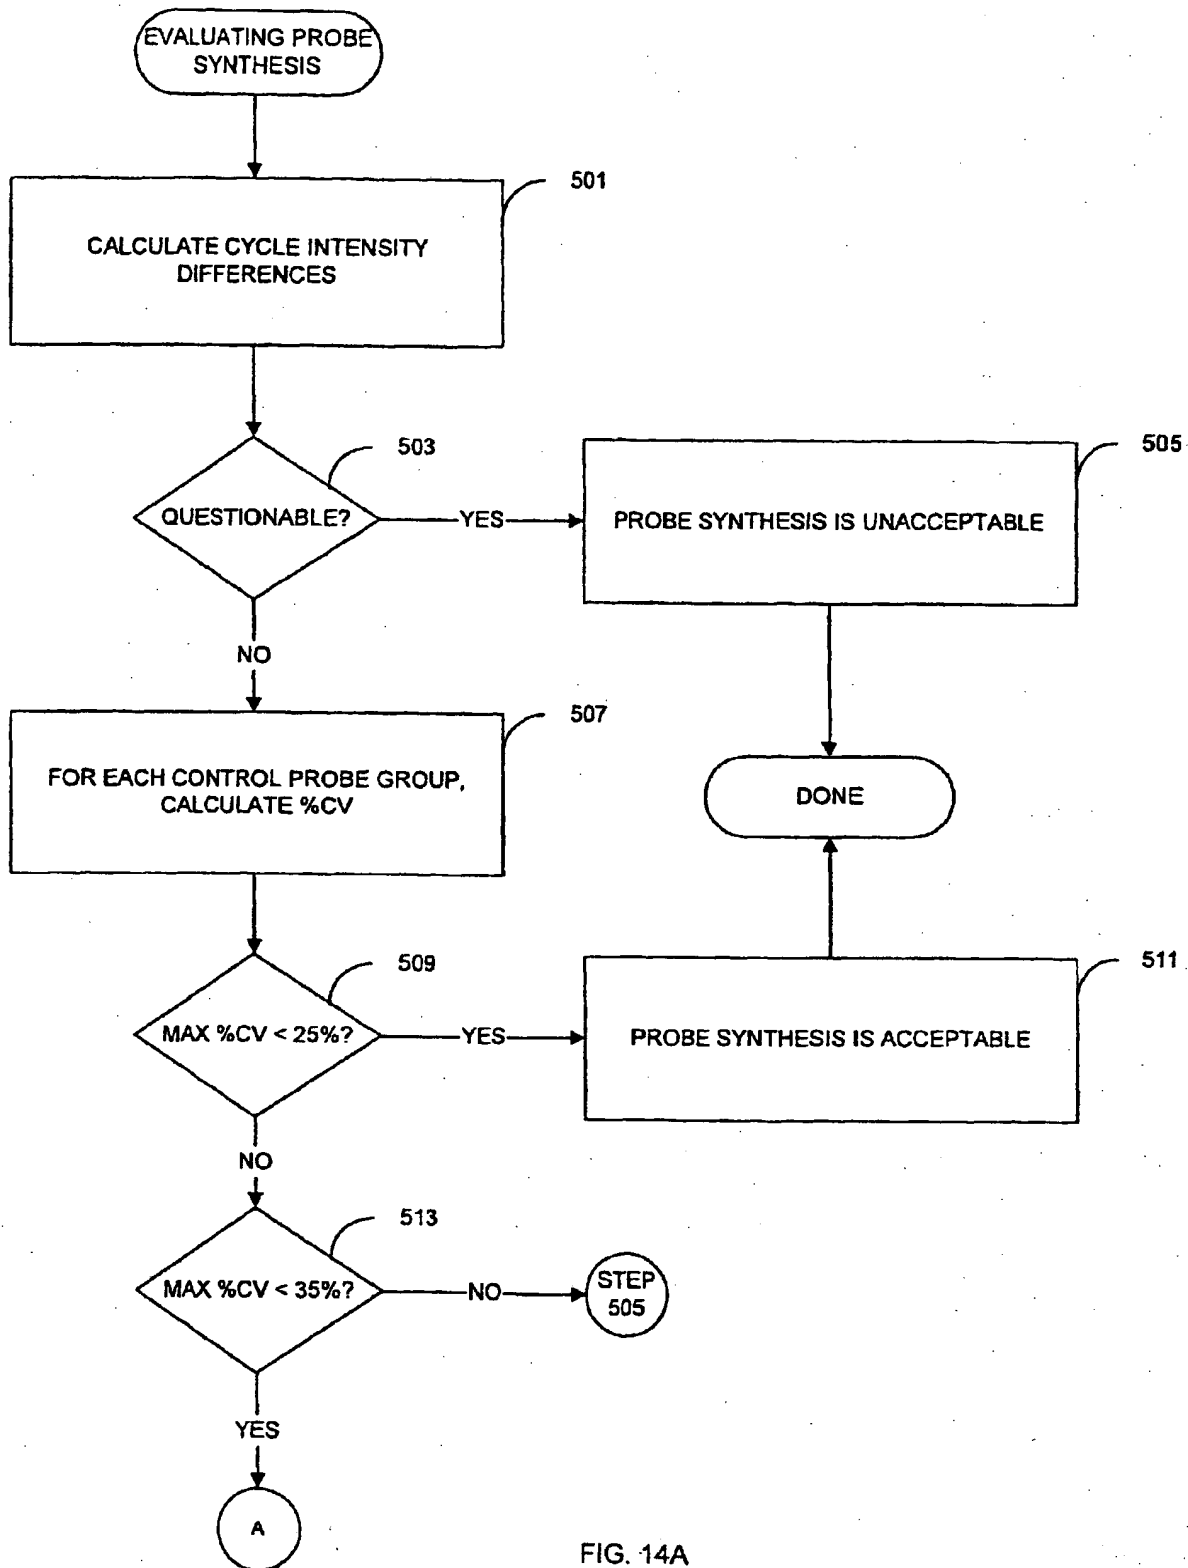 EVALUATING PROBE
SYNTHESIS
501
CALCULATE CYCLE INTENSITY
DIFFERENCES
503
QUESTIONABLE?
YES
505
PROBE SYNTHESIS IS UNACCEPTABLE
NO
507
FOR EACH CONTROL PROBE GROUP,
CALCULATE %CV
DONE
509
MAX %CV < 25%?
YES
511
PROBE SYNTHESIS IS ACCEPTABLE
NO
513
MAX %CV < 35%?
NO
STEP
505
YES
A
FIG. 14A